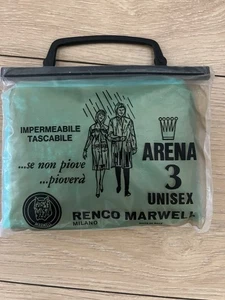 IMPERMEABILE
TASCABILE
...se non piove
...pioverà
ARENA
3
UNISEX
RENCO MARWELL
MILANO